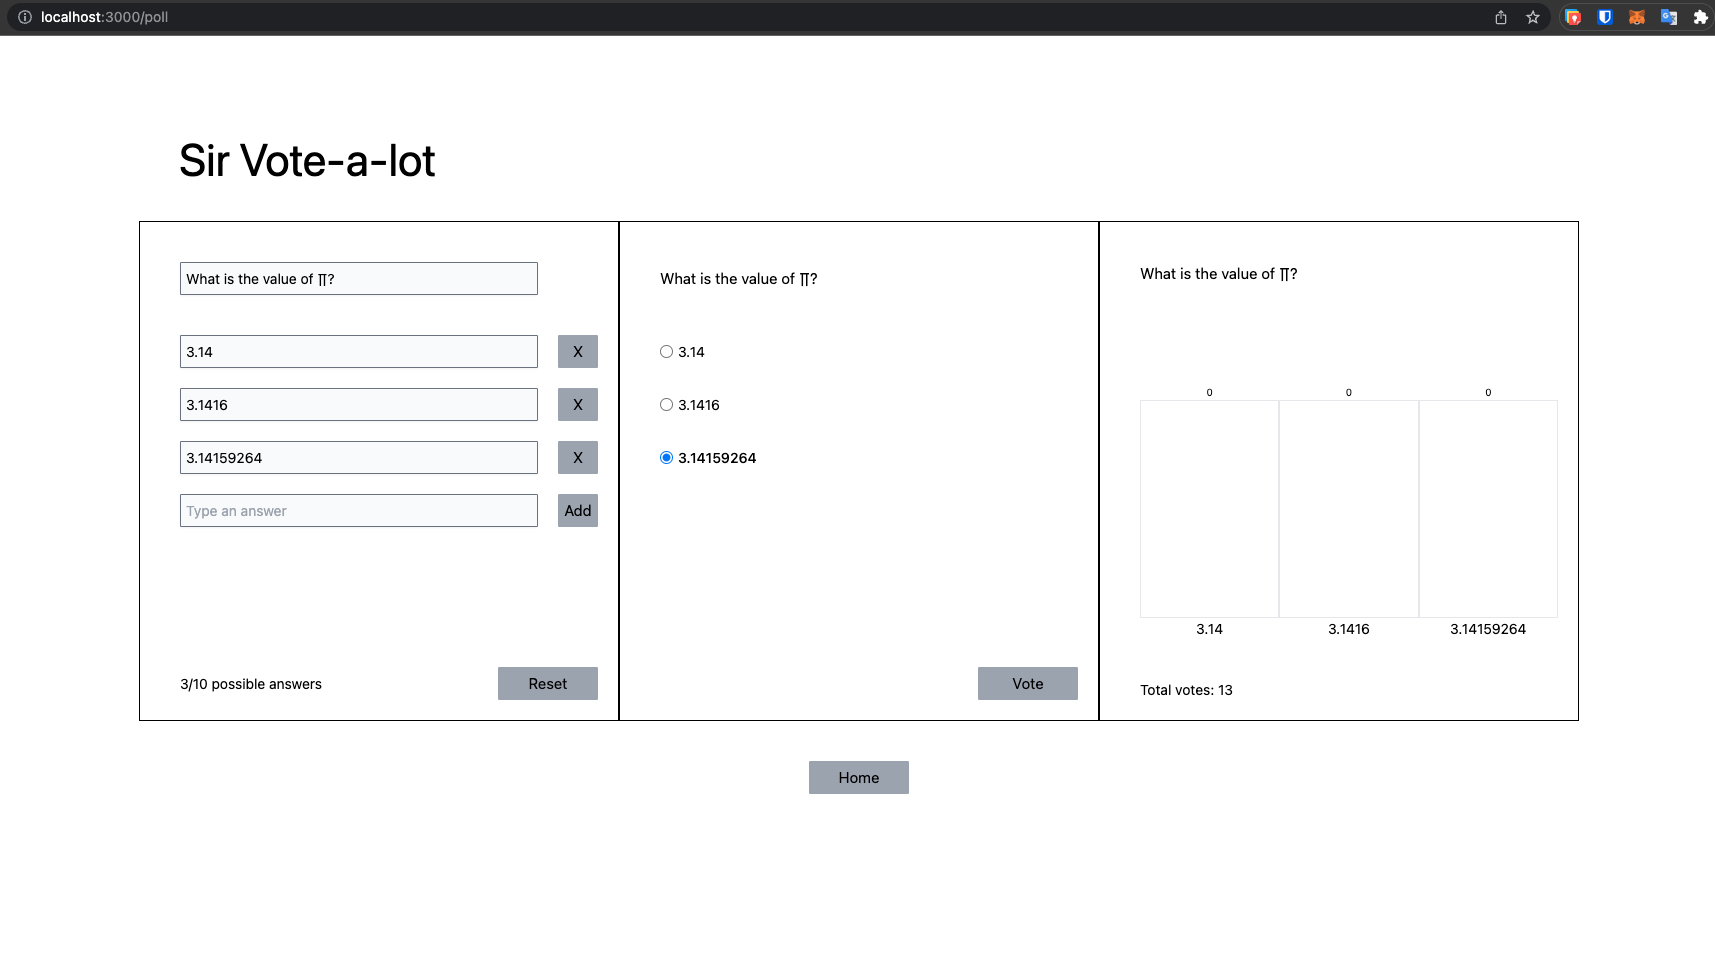 localhost:3000/poll
Sir Vote-a-lot
What is the value of ∏?
3.14
X
3.1416
X
3.14159264
X
Type an answer
Add
3/10 possible answers
Reset
What is the value of ∏?
3.14
3.1416
3.14159264
Vote
What is the value of ∏?
0 0 0
3.14 3.1416 3.14159264
Total votes: 13
Home